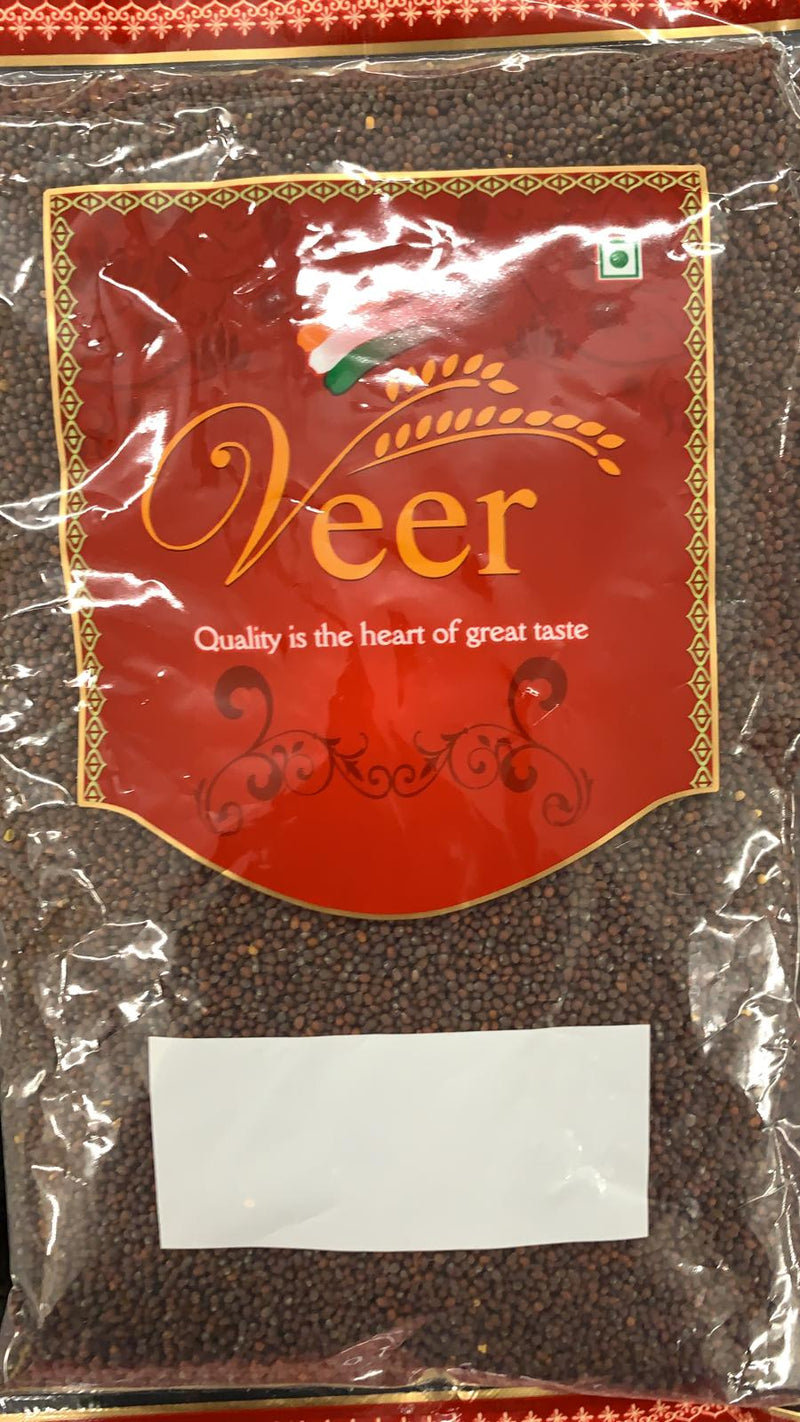 Veer
Quality is the heart of great taste